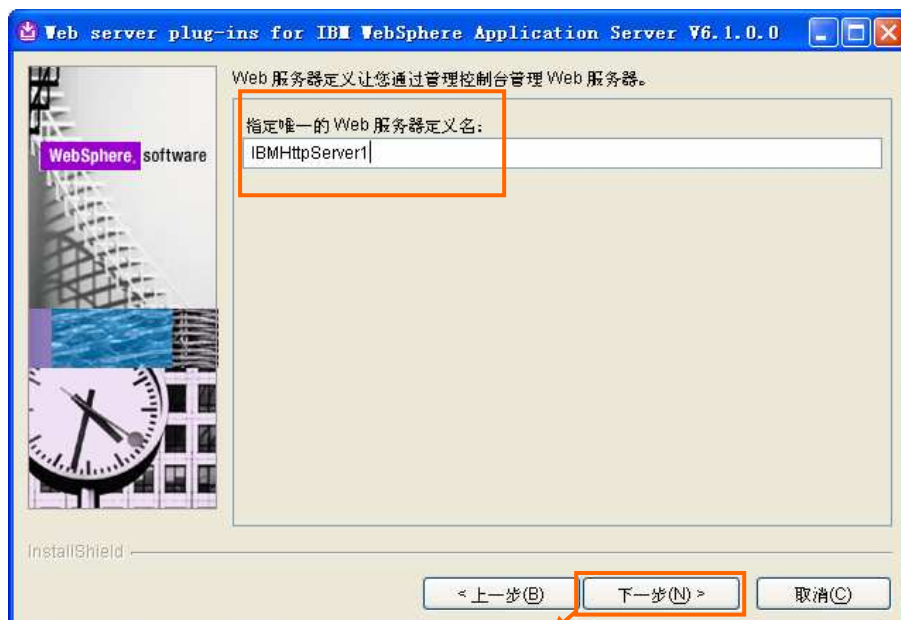 Web server plug-ins for IBM WebSphere Application Server V6.1.0.0
Web 服务器定义让您通过管理控制台管理 Web 服务器。
指定唯一的 Web 服务器定义名：
IBMHttpServer1
WebSphere. software
InstallShield
< 上一步(B)
下一步(N) >
取消(C)